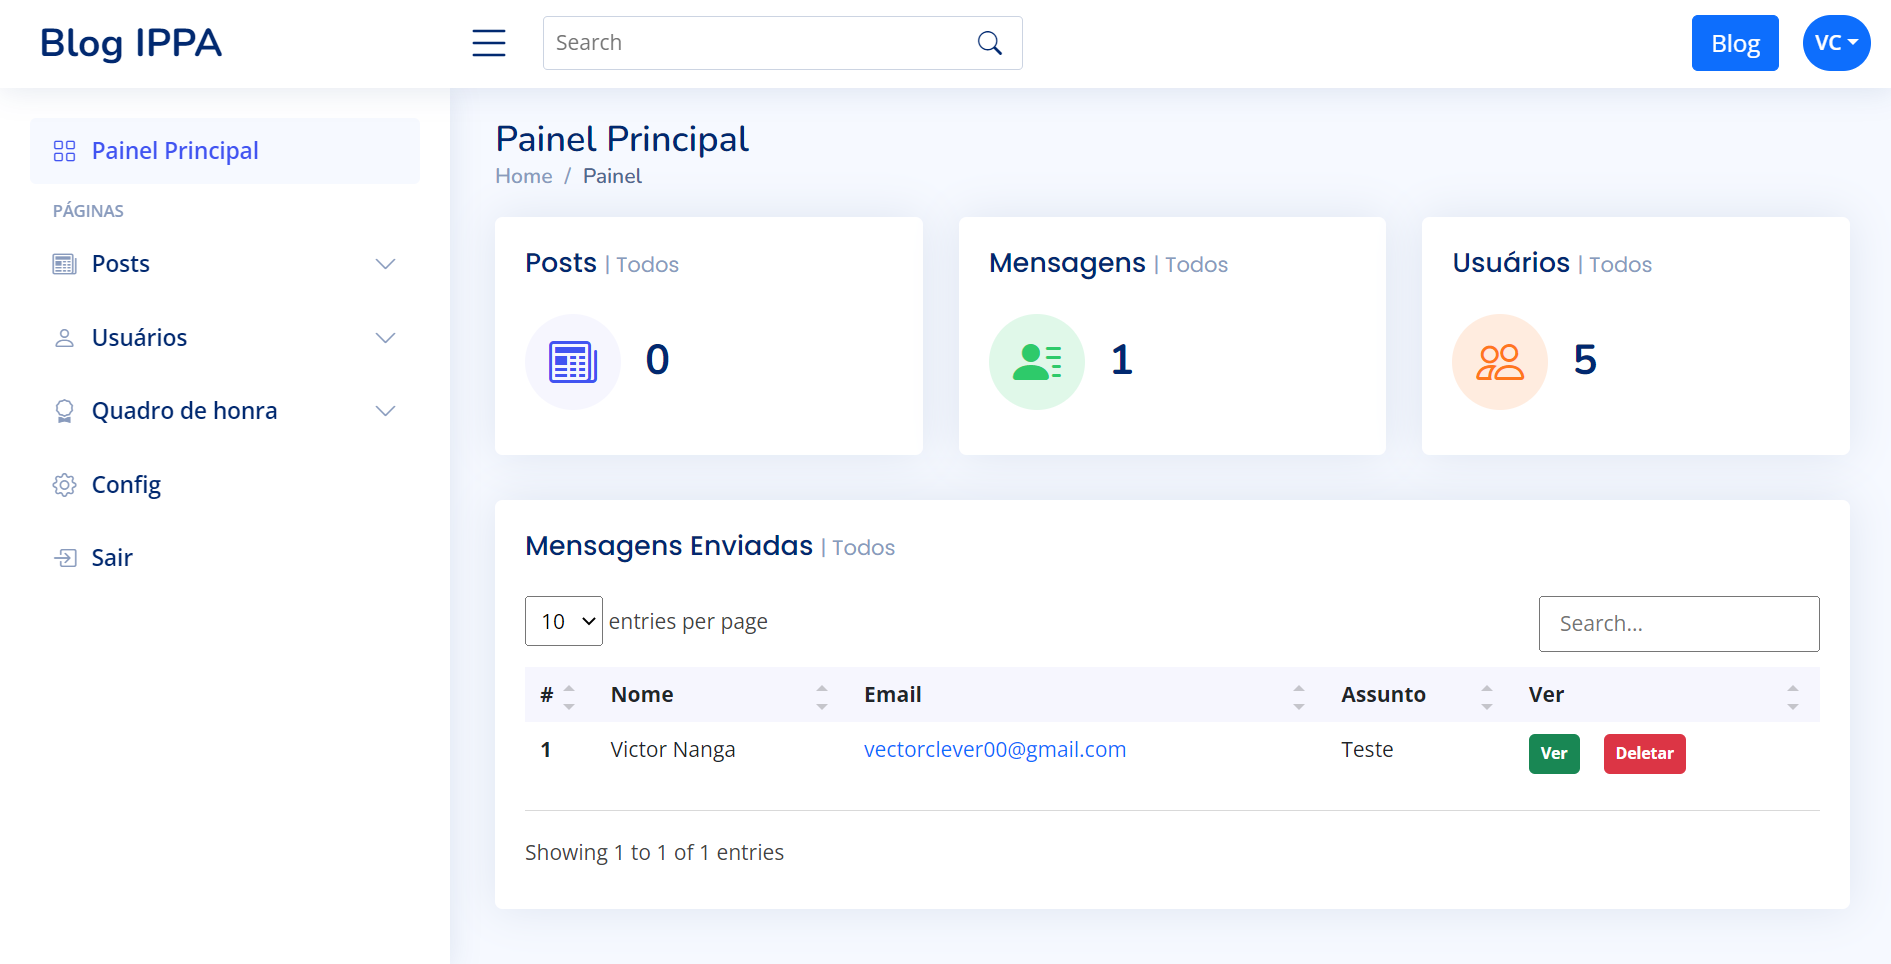 Blog IPPA
Search
Blog
VC
Painel Principal
PÁGINAS
Posts
Usuários
Quadro de honra
Config
Sair
Painel Principal
Home / Painel
Posts | Todos
0
Mensagens | Todos
1
Usuários | Todos
5
Mensagens Enviadas | Todos
10 entries per page
Search...
# Nome Email Assunto Ver
1 Victor Nanga vectorclever00@gmail.com Teste Ver Deletar
Showing 1 to 1 of 1 entries